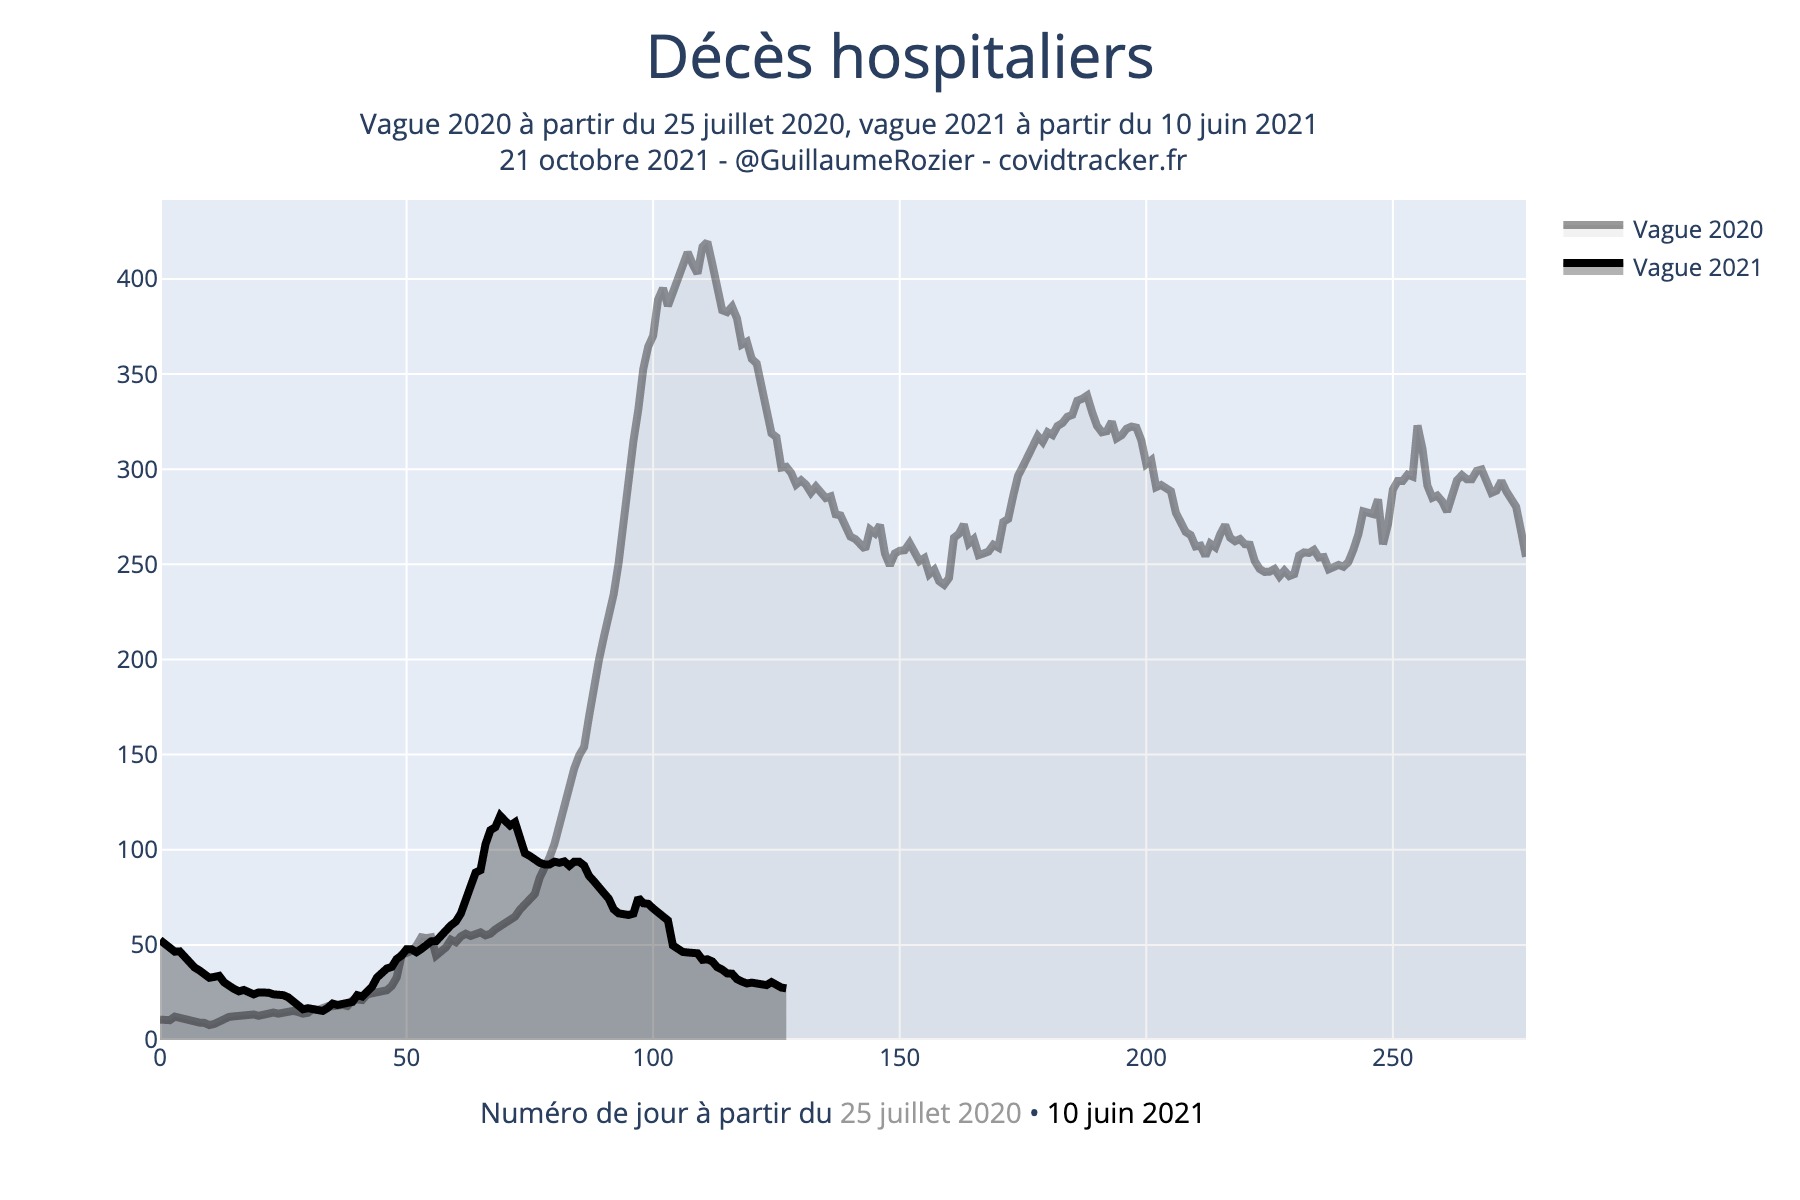 Décès hospitaliers
Vague 2020 à partir du 25 juillet 2020, vague 2021 à partir du 10 juin 2021
21 octobre 2021 - @GuillaumeRozier - covidtracker.fr
Vague 2020
Vague 2021
400
350
300
250
200
150
100
50
0
0 50 100 150 200 250
Numéro de jour à partir du 25 juillet 2020 • 10 juin 2021